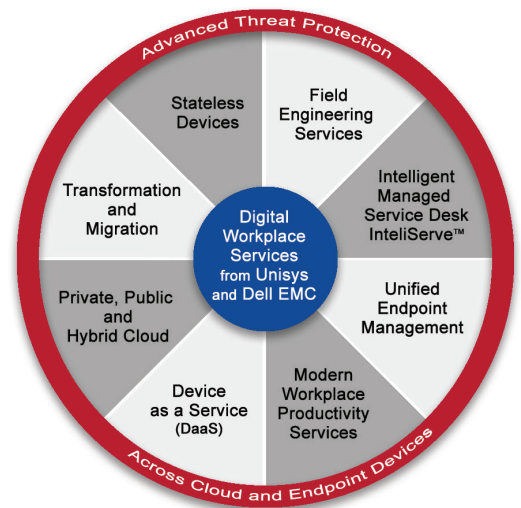 Advanced Threat Protection
Stateless
Devices
Field
Engineering
Services
Intelligent
Managed
Service Desk
InteliServe™
Unified
Endpoint
Management
Modern
Workplace
Productivity
Services
Device
as a Service
(DaaS)
Private, Public
and
Hybrid Cloud
Transformation
and
Migration
Digital
Workplace
Services
from Unisys
and Dell EMC
Across Cloud and Endpoint Devices